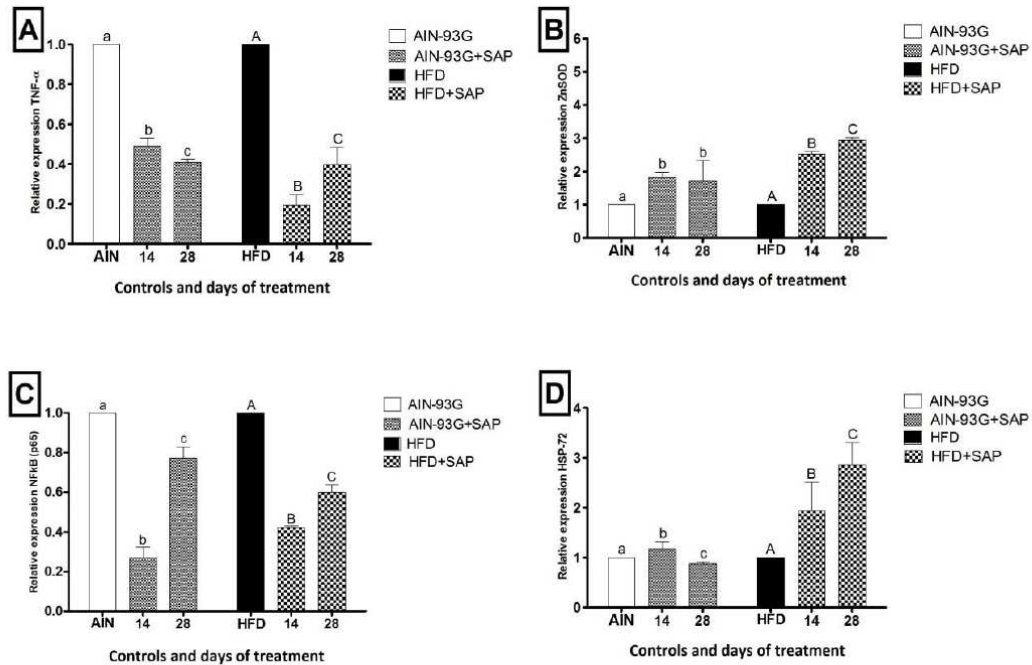 A
AIN-93G
AIN-93G+SAP
HFD
HFD+SAP
Relative expression TNF-α
1.0
0.8
0.6
0.4
0.2
0.0
a
b
c
A
B
C
AIN 14 28 HFD 14 28
Controls and days of treatment
B
AIN-93G
AIN-93G+SAP
HFD
HFD+SAP
Relative expression ZnSOD
6
5
4
3
2
1
0
a
b
b
A
B
C
AIN 14 28 HFD 14 28
Controls and days of treatment
C
AIN-93G
AIN-93G+SAP
HFD
HFD+SAP
Relative expression NFkB (p65)
1.0
0.8
0.6
0.4
0.2
0.0
a
b
c
A
B
C
AIN 14 28 HFD 14 28
Controls and days of treatment
D
AIN-93G
AIN-93G+SAP
HFD
HFD+SAP
Relative expression HSP-72
4
3
2
1
0
a
b
c
A
B
C
AIN 14 28 HFD 14 28
Controls and days of treatment